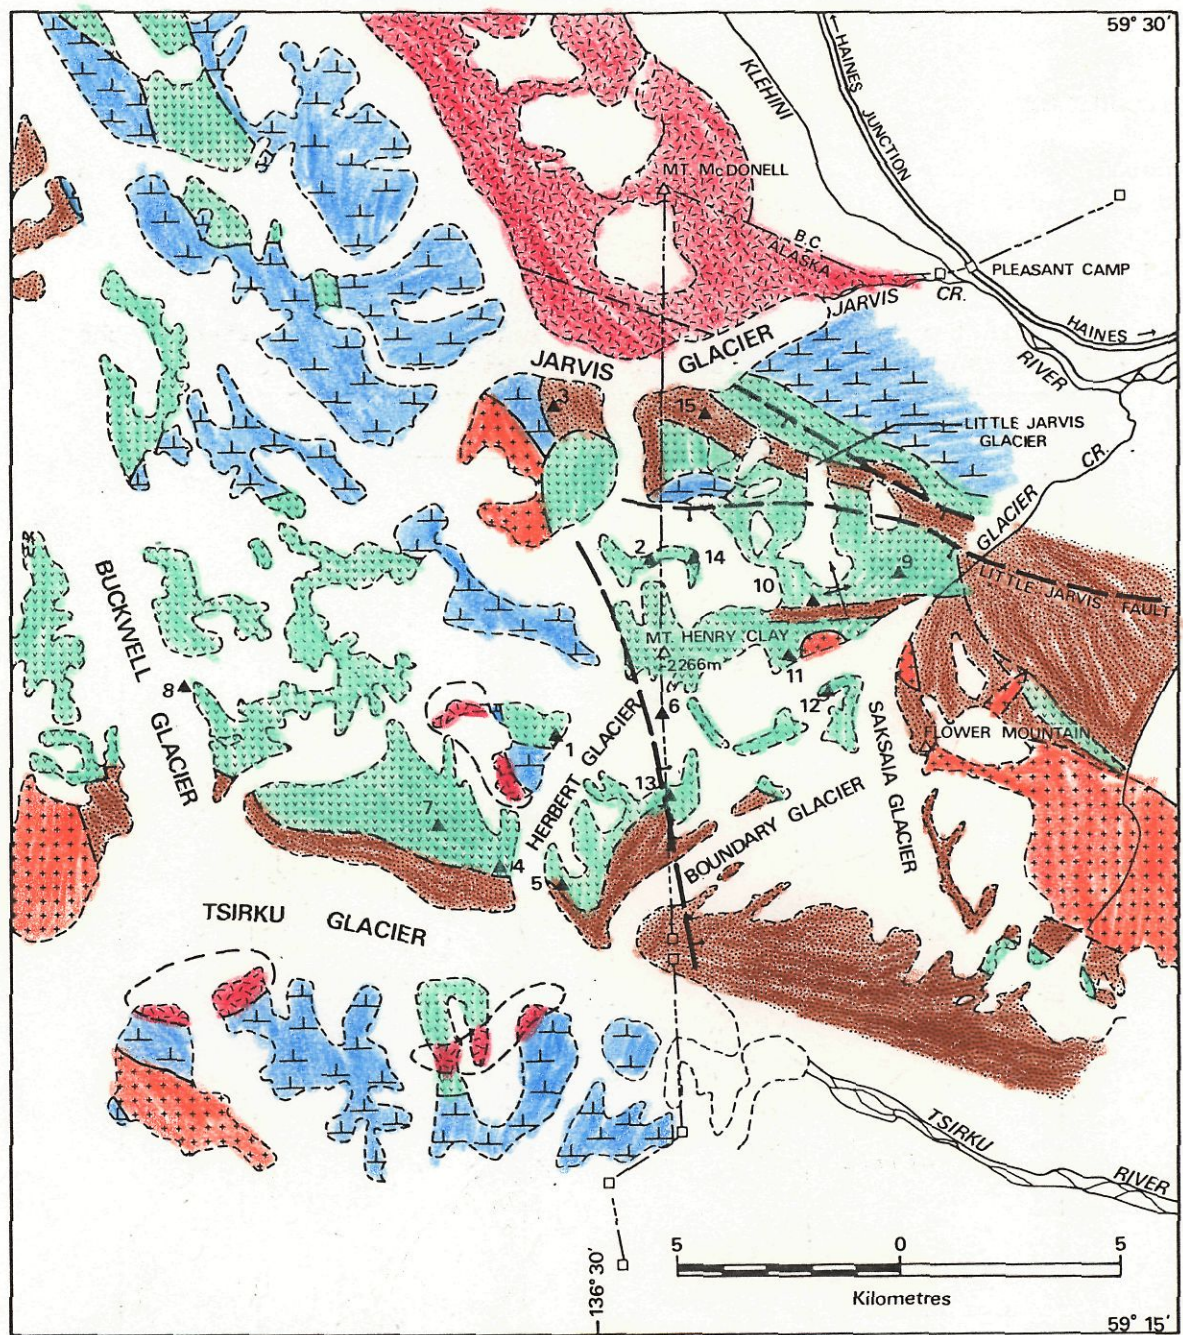 59° 30'
KLEHINI
HAINES
JUNCTION
MT. McDONELL
B.C.
ALASKA
PLEASANT CAMP
JARVIS
CR.
HAINES
RIVER
JARVIS
GLACIER
3
15
LITTLE JARVIS
GLACIER
CR.
GLACIER
2
14
10
9
LITTLE JARVIS FAULT
BUCKWELL
GLACIER
MT. HENRY CLAY
2266m
11
8
6
12
SAKSAIA GLACIER
FLOWER MOUNTAIN
1
HERBERT GLACIER
13
7
BOUNDARY GLACIER
4
5
TSIRKU GLACIER
TSIRKU
RIVER
5 0 5
Kilometres
136° 30'
59° 15'